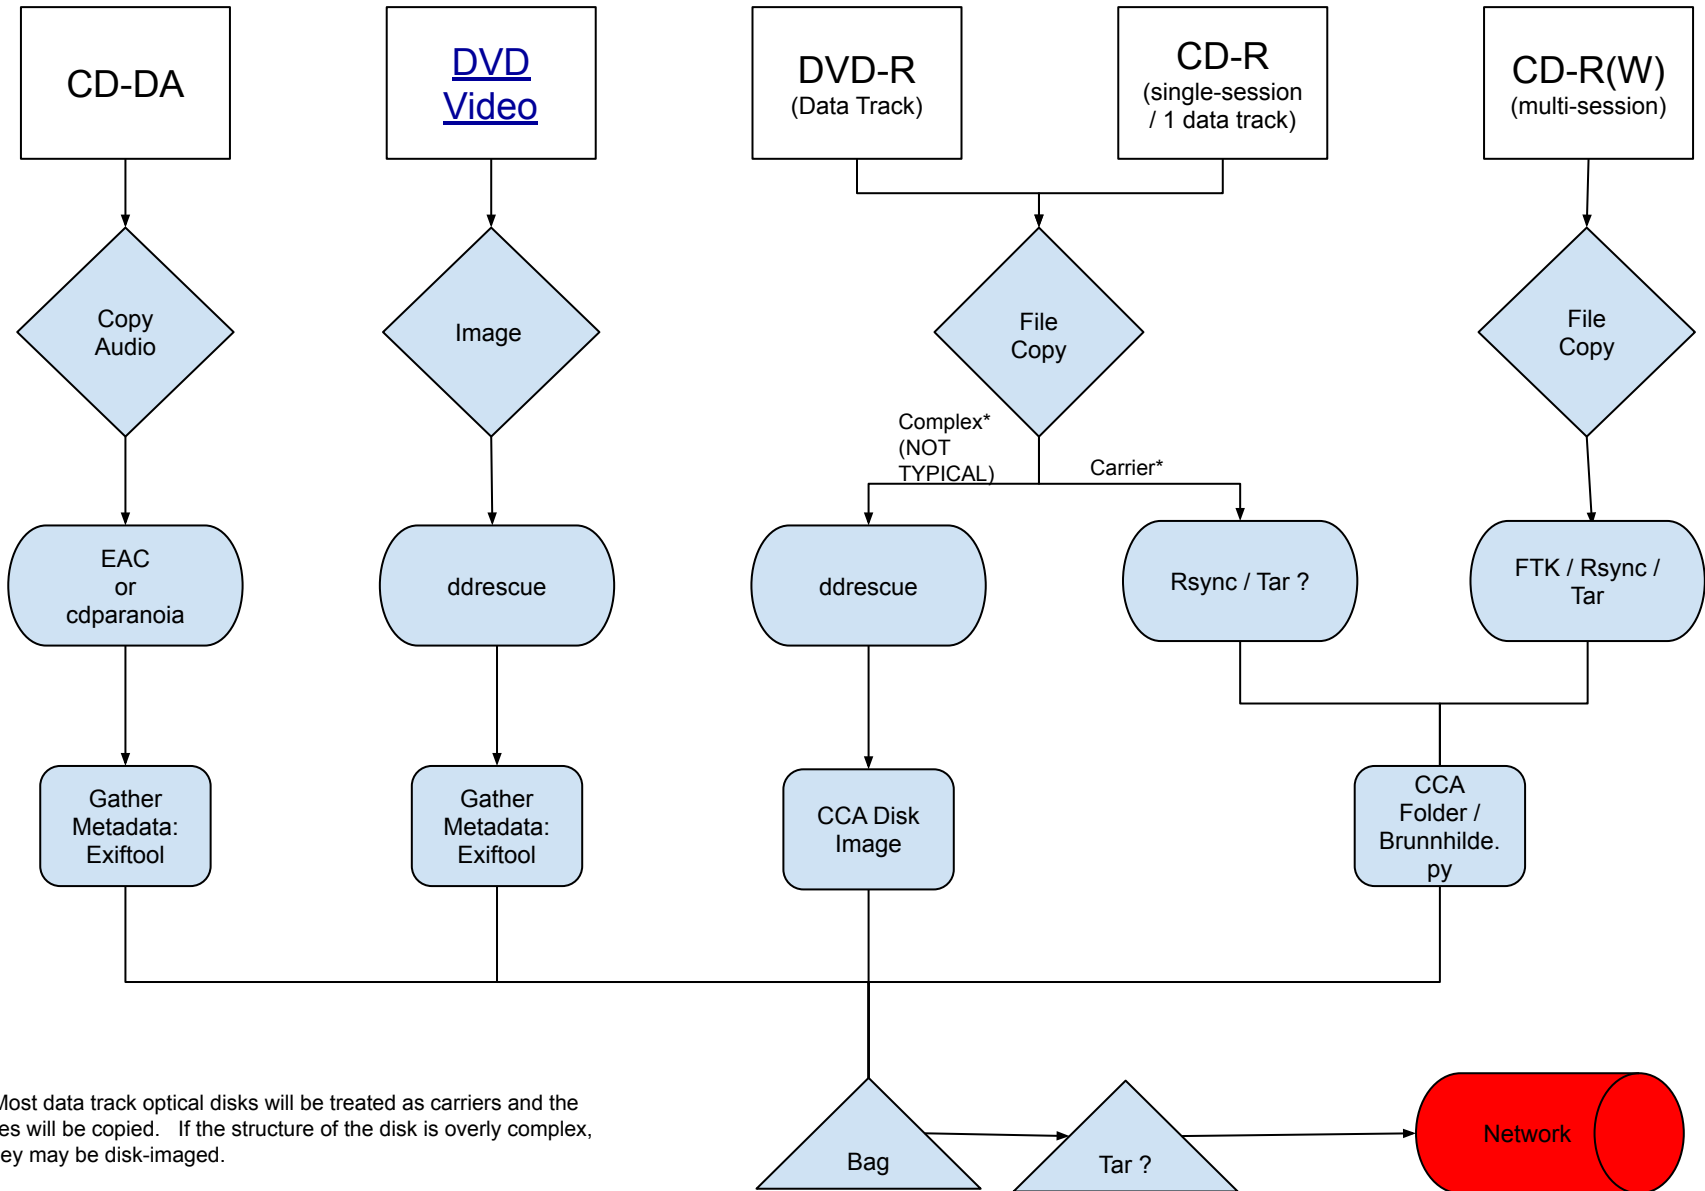 CD-DA
DVD
Video
DVD-R
(Data Track)
CD-R
(single-session
/ 1 data track)
CD-R(W)
(multi-session)
Copy
Audio
Image
File
Copy
File
Copy
Complex*
(NOT
TYPICAL)
Carrier*
EAC
or
cdparanoia
ddrescue
ddrescue
Rsync / Tar ?
FTK / Rsync /
Tar
Gather
Metadata:
Exiftool
Gather
Metadata:
Exiftool
CCA Disk
Image
CCA
Folder /
Brunnhilde.
py
Most data track optical disks will be treated as carriers and the
es will be copied.   If the structure of the disk is overly complex,
ey may be disk-imaged.
Bag
Tar ?
Network